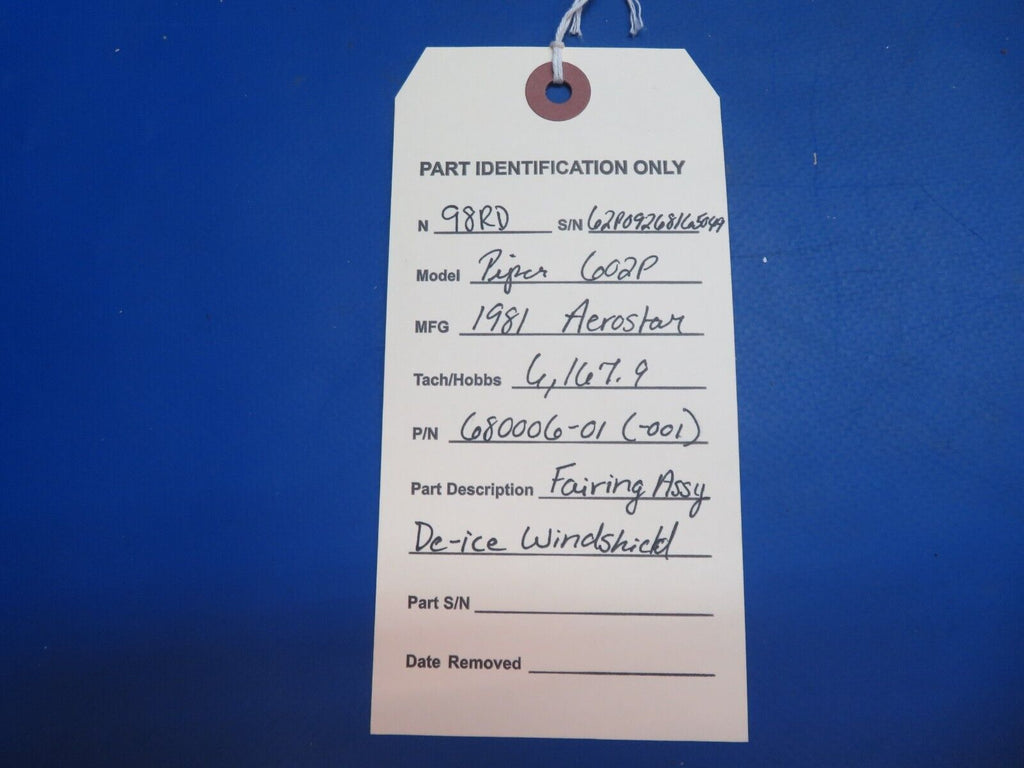 PART IDENTIFICATION ONLY
N 98RD S/N 62P09268165049
Model Piper 602P
MFG 1981 Aerostar
Tach/Hobbs 6,167.9
P/N 680006-01 (-001)
Part Description Fairing Assy
De-ice Windshield
Part S/N
Date Removed